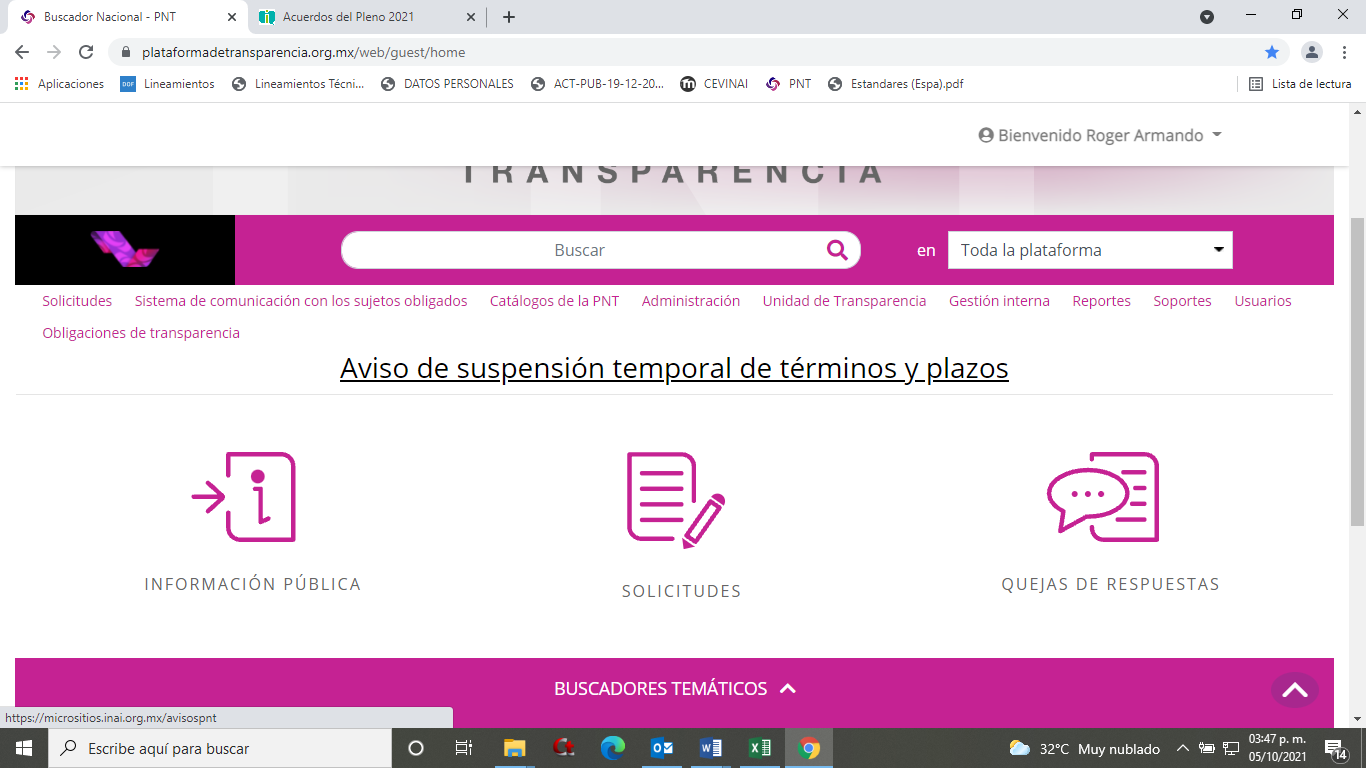 Buscador Nacional - PNT
Acuerdos del Pleno 2021
plataformadetransparencia.org.mx/web/guest/home
Aplicaciones
DOF
Lineamientos
Lineamientos Técni...
DATOS PERSONALES
ACT-PUB-19-12-20...
CEVINAI
PNT
Estandares (Espa).pdf
Lista de lectura
Bienvenido Roger Armando
TRANSPARENCIA
Buscar
en
Toda la plataforma
Solicitudes
Sistema de comunicación con los sujetos obligados
Catálogos de la PNT
Administración
Unidad de Transparencia
Gestión interna
Reportes
Soportes
Usuarios
Obligaciones de transparencia
Aviso de suspensión temporal de términos y plazos
INFORMACIÓN PÚBLICA
SOLICITUDES
QUEJAS DE RESPUESTAS
BUSCADORES TEMÁTICOS
https://micrositios.inai.org.mx/avisospnt
Escribe aquí para buscar
32°C Muy nublado
03:47 p. m.
05/10/2021
14